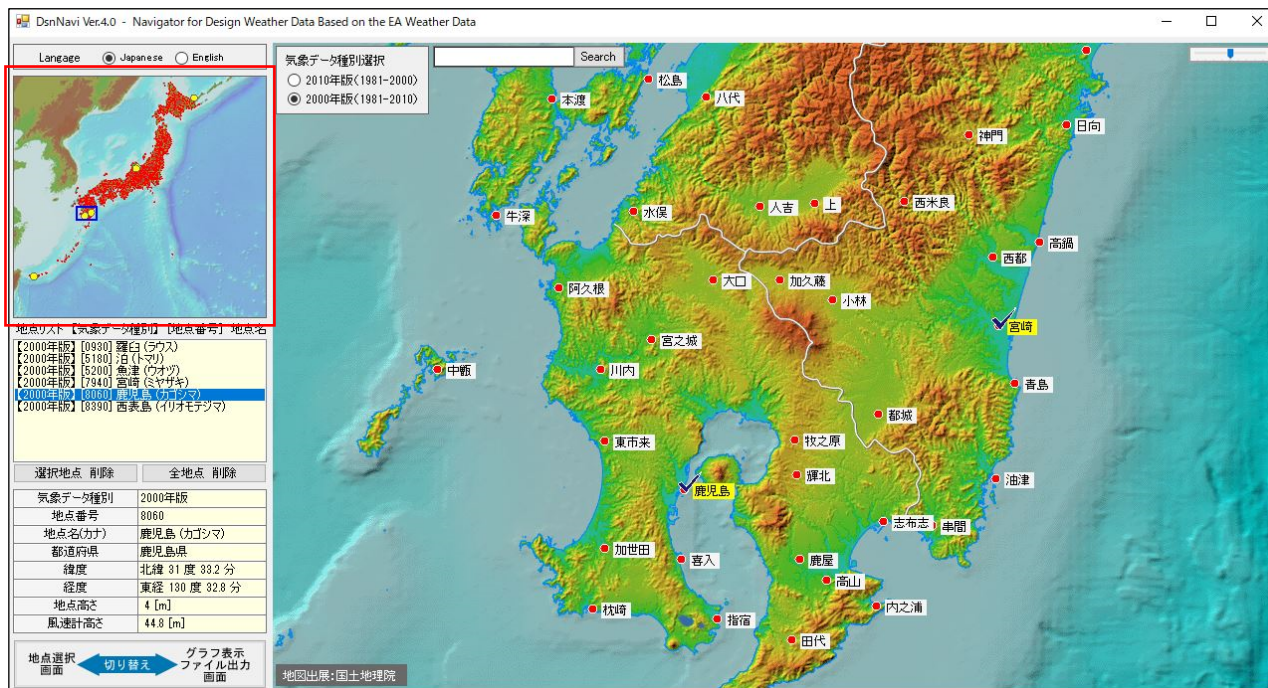 DsnNavi Ver.4.0 - Navigator for Design Weather Data Based on the EA Weather Data
Langage Japanese English
気象データ種別選択
2010年版(1981-2000)
2000年版(1981-2010)
Search
地点リスト【気象データ種別】[地点番号] 地点名
【2000年版】[0930] 羅臼(ラウス)
【2000年版】[5180] 泊(トマリ)
【2000年版】[5200] 魚津(ウオヅ)
【2000年版】[7940] 宮崎(ミヤザキ)
【2000年版】[8060] 鹿児島(カゴシマ)
【2000年版】[8390] 西表島(イリオモテジマ)
選択地点 削除 全地点 削除
気象データ種別 2000年版
地点番号 8060
地点名(カナ) 鹿児島(カゴシマ)
都道府県 鹿児島県
緯度 北緯 31 度 33.2 分
経度 東経 130 度 32.8 分
地点高さ 4 [m]
風速計高さ 44.8 [m]
地点選択
画面
切り替え
グラフ表示
ファイル出力
画面
松島
本渡
八代
日向
神門
人吉
上
西米良
水俣
牛深
高鍋
西都
大口
加久藤
阿久根
小林
宮崎
宮之城
川内
中甑
青島
都城
東市来
牧之原
輝北
油津
鹿児島
志布志
串間
加世田
喜入
鹿屋
高山
枕崎
内之浦
指宿
田代
地図出展:国土地理院